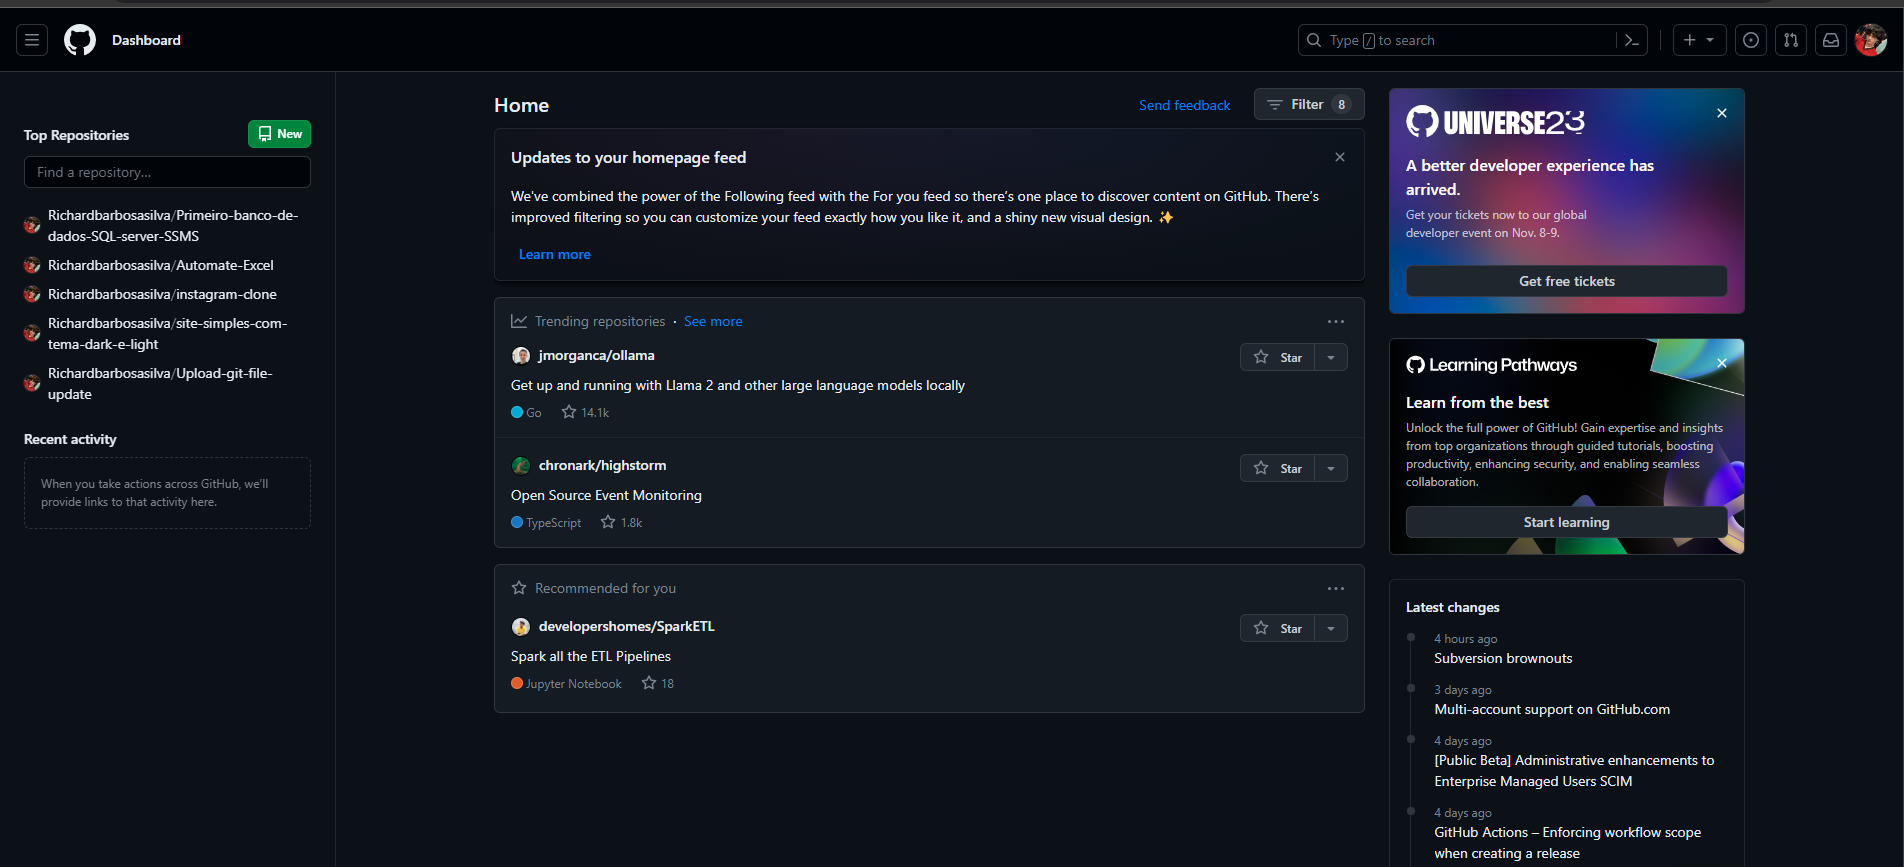 Dashboard
Type / to search
Top Repositories
New
Find a repository...
Richardbarbosasilva/Primeiro-banco-de-
dados-SQL-server-SSMS
Richardbarbosasilva/Automate-Excel
Richardbarbosasilva/instagram-clone
Richardbarbosasilva/site-simples-com-
tema-dark-e-light
Richardbarbosasilva/Upload-git-file-
update
Recent activity
When you take actions across GitHub, we'll
provide links to that activity here.
Home
Send feedback
Filter 8
Updates to your homepage feed
We've combined the power of the Following feed with the For you feed so there's one place to discover content on GitHub. There's
improved filtering so you can customize your feed exactly how you like it, and a shiny new visual design. ✨
Learn more
Trending repositories · See more
jmorganca/ollama
Star
Get up and running with Llama 2 and other large language models locally
Go 14.1k
chronark/highstorm
Star
Open Source Event Monitoring
TypeScript 1.8k
Recommended for you
developershomes/SparkETL
Star
Spark all the ETL Pipelines
Jupyter Notebook 18
UNIVERSE23
A better developer experience has
arrived.
Get your tickets now to our global
developer event on Nov. 8-9.
Get free tickets
Learning Pathways
Learn from the best
Unlock the full power of GitHub! Gain expertise and insights
from top organizations through guided tutorials, boosting
productivity, enhancing security, and enabling seamless
collaboration.
Start learning
Latest changes
4 hours ago
Subversion brownouts
3 days ago
Multi-account support on GitHub.com
4 days ago
[Public Beta] Administrative enhancements to
Enterprise Managed Users SCIM
4 days ago
GitHub Actions – Enforcing workflow scope
when creating a release